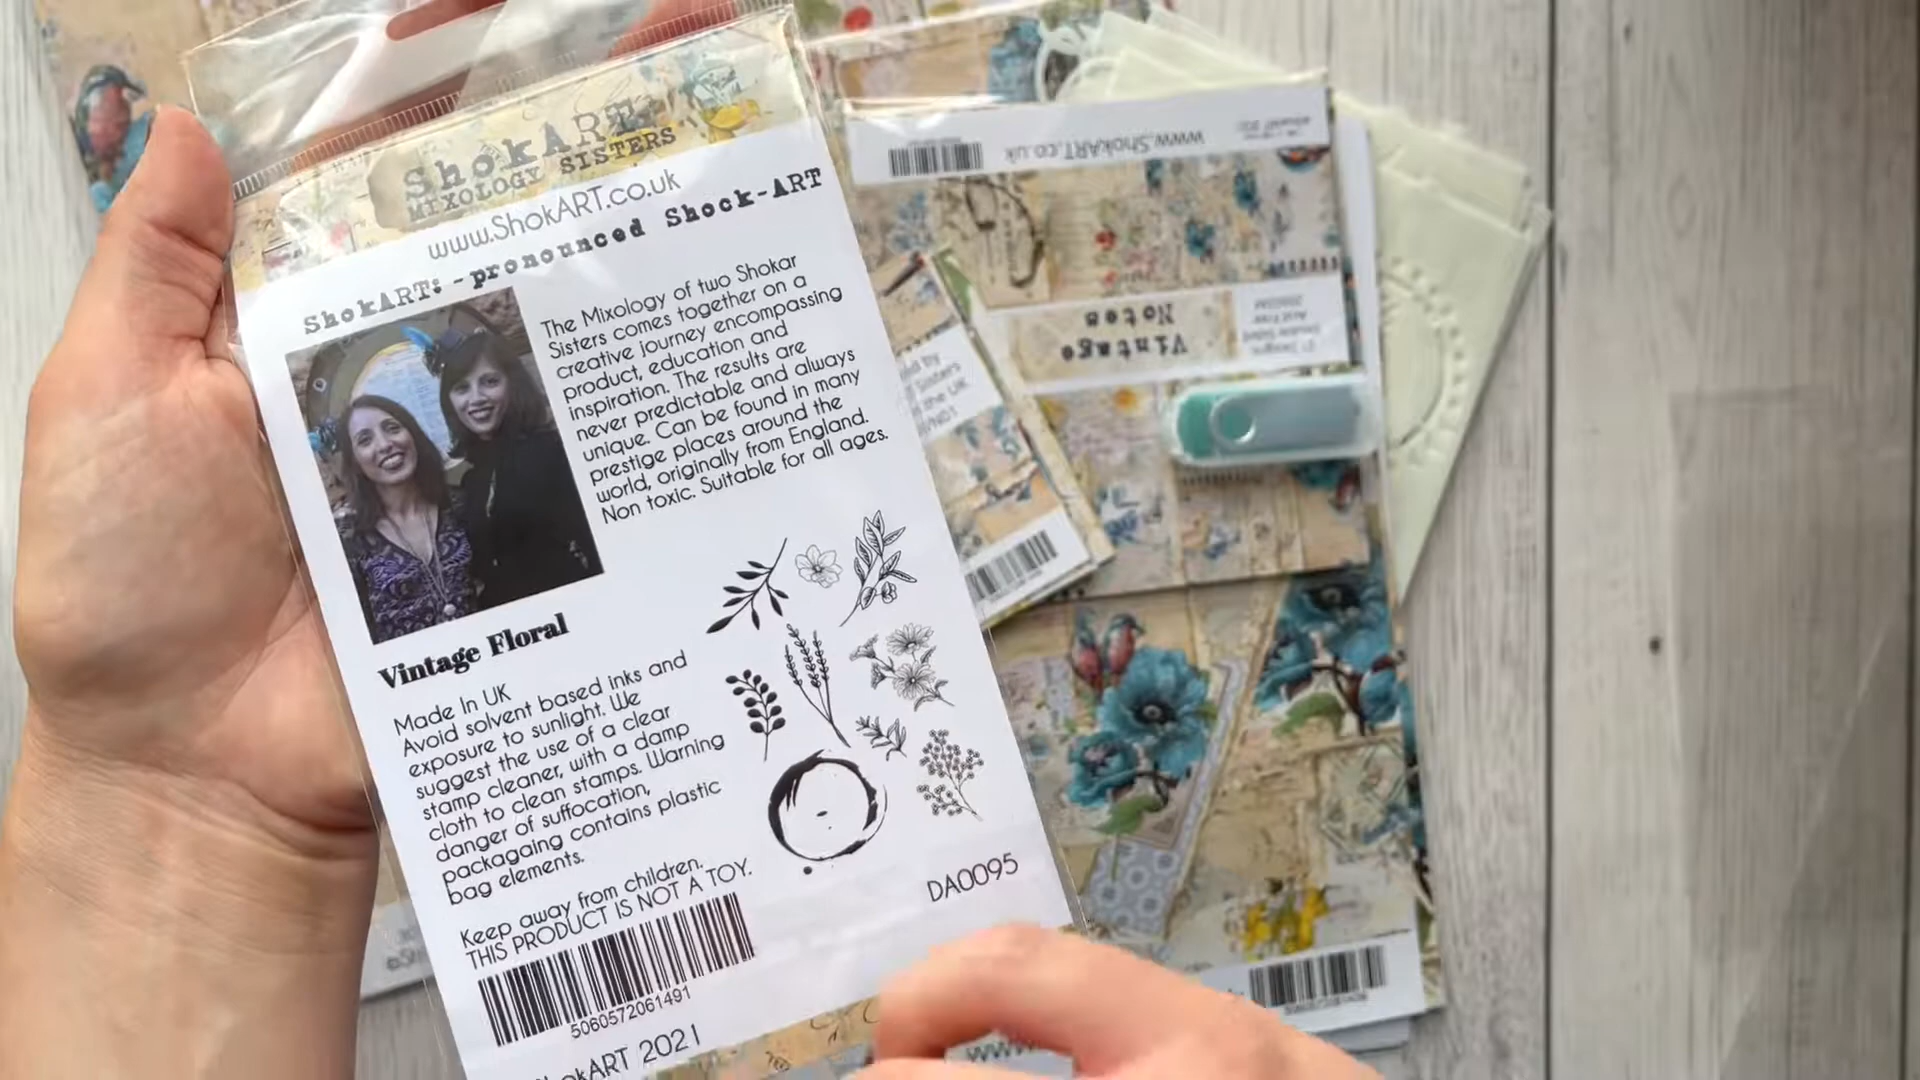 ShokART
MIXOLOGY SISTERS
www.ShokART.co.uk
ShokART: -pronounced Shock-ART
The Mixology of two Shokar
Sisters comes together on a
creative journey encompassing
product, education and
inspiration. The results are
never predictable and always
unique. Can be found in many
prestige places around the
world, originally from England.
Non toxic. Suitable for all ages.
Vintage Floral
Made In UK
Avoid solvent based inks and
exposure to sunlight. We
suggest the use of a clear
stamp cleaner, with a damp
cloth to clean stamps. Warning
danger of suffocation,
packagaing contains plastic
bag elements.
Keep away from children.
THIS PRODUCT IS NOT A TOY.
5060572061491
DA0095
okART 2021
www.ShokART.co.uk
Vintage
Notes
Sisters
the UK